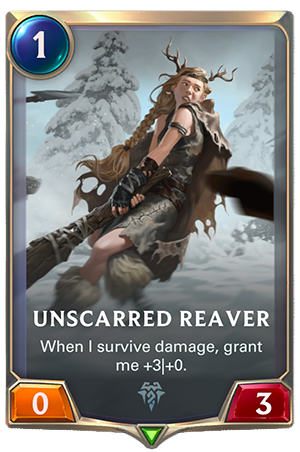 1
UNSCARRED REAVER
When I survive damage, grant
me +3|+0.
0
3